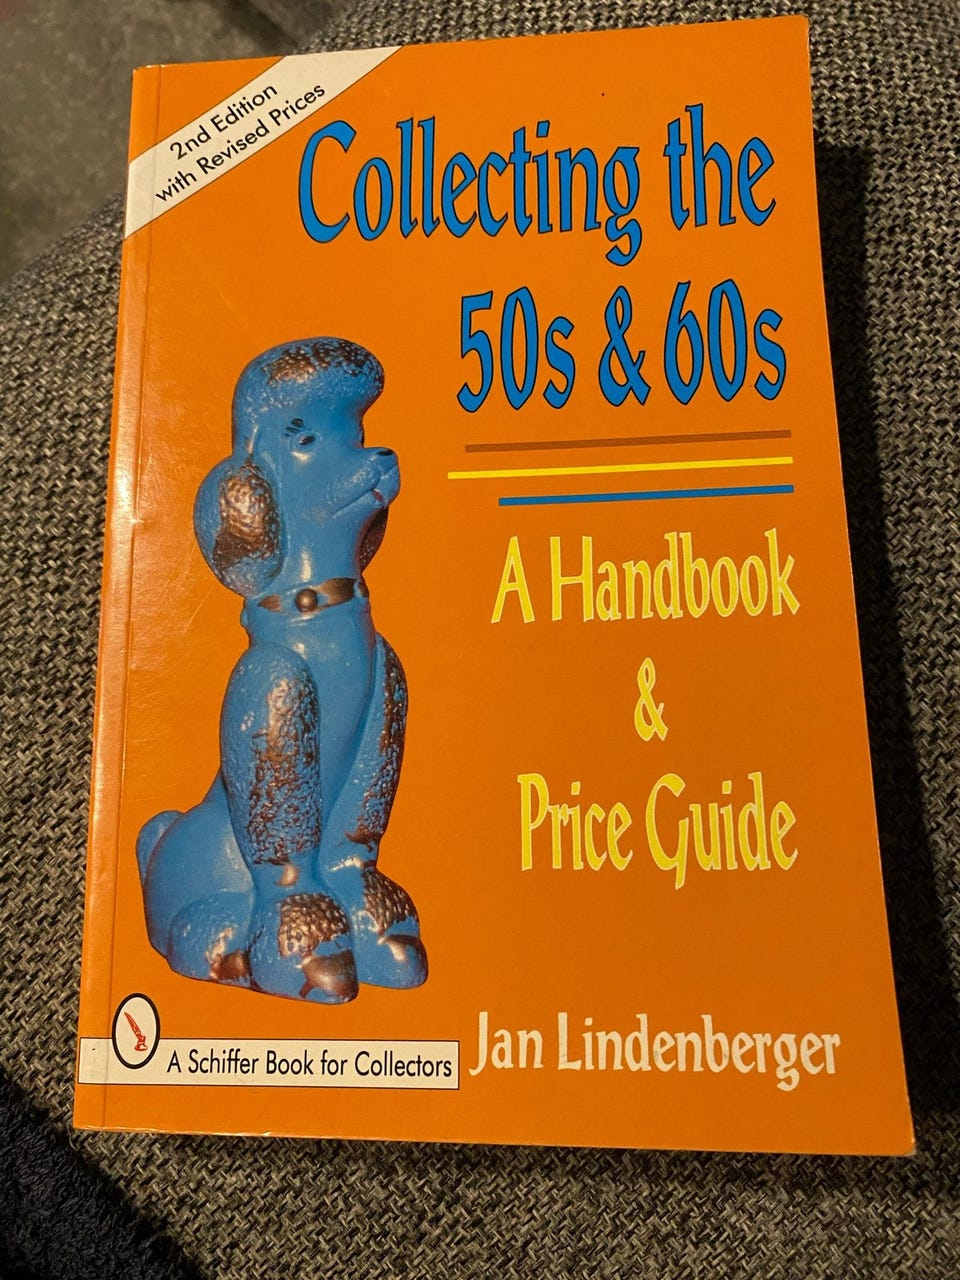 2nd Edition
with Revised Prices
Collecting the
50s & 60s
A Handbook
&
Price Guide
Jan Lindenberger
A Schiffer Book for Collectors